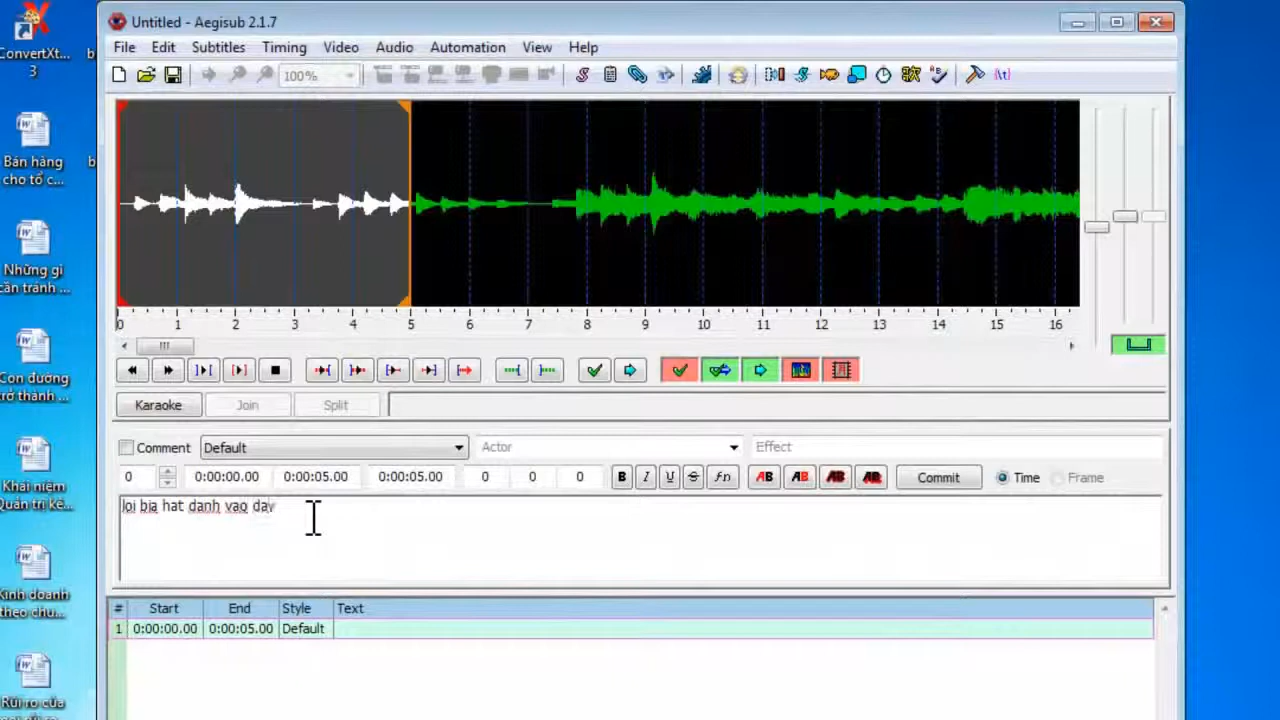 Untitled - Aegisub 2.1.7
ConvertXt...
3
File Edit Subtitles Timing Video Audio Automation View Help
100%
Bán hàng
cho tổ c...
Những gì
cần tránh ...
Con đường
trở thành ...
Khái niệm
Quản trị kê...
Kinh doanh
theo chu...
Rủi ro của
0 1 2 3 4 5 6 7 8 9 10 11 12 13 14 15 16
Karaoke Join Split
Comment Default Actor Effect
0 0:00:00.00 0:00:05.00 0:00:05.00 0 0 0 B I U S fn AB AB AB AB Commit Time Frame
loi bia hat danh vao day
# Start End Style Text
1 0:00:00.00 0:00:05.00 Default